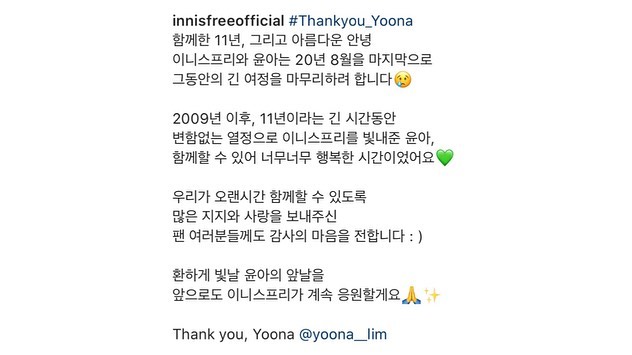 innisfreeofficial #Thankyou_Yoona
함께한 11년, 그리고 아름다운 안녕
이니스프리와 윤아는 20년 8월을 마지막으로
그동안의 긴 여정을 마무리하려 합니다😢
2009년 이후, 11년이라는 긴 시간동안
변함없는 열정으로 이니스프리를 빛내준 윤아,
함께할 수 있어 너무너무 행복한 시간이었어요💚
우리가 오랜시간 함께할 수 있도록
많은 지지와 사랑을 보내주신
팬 여러분들께도 감사의 마음을 전합니다 : )
환하게 빛날 윤아의 앞날을
앞으로도 이니스프리가 계속 응원할게요🙏✨
Thank you, Yoona @yoona__lim